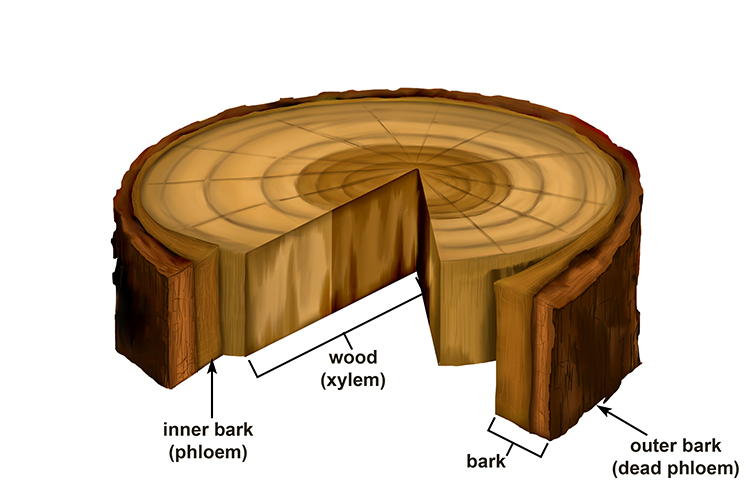 wood
(xylem)
inner bark
(phloem)
bark
outer bark
(dead phloem)